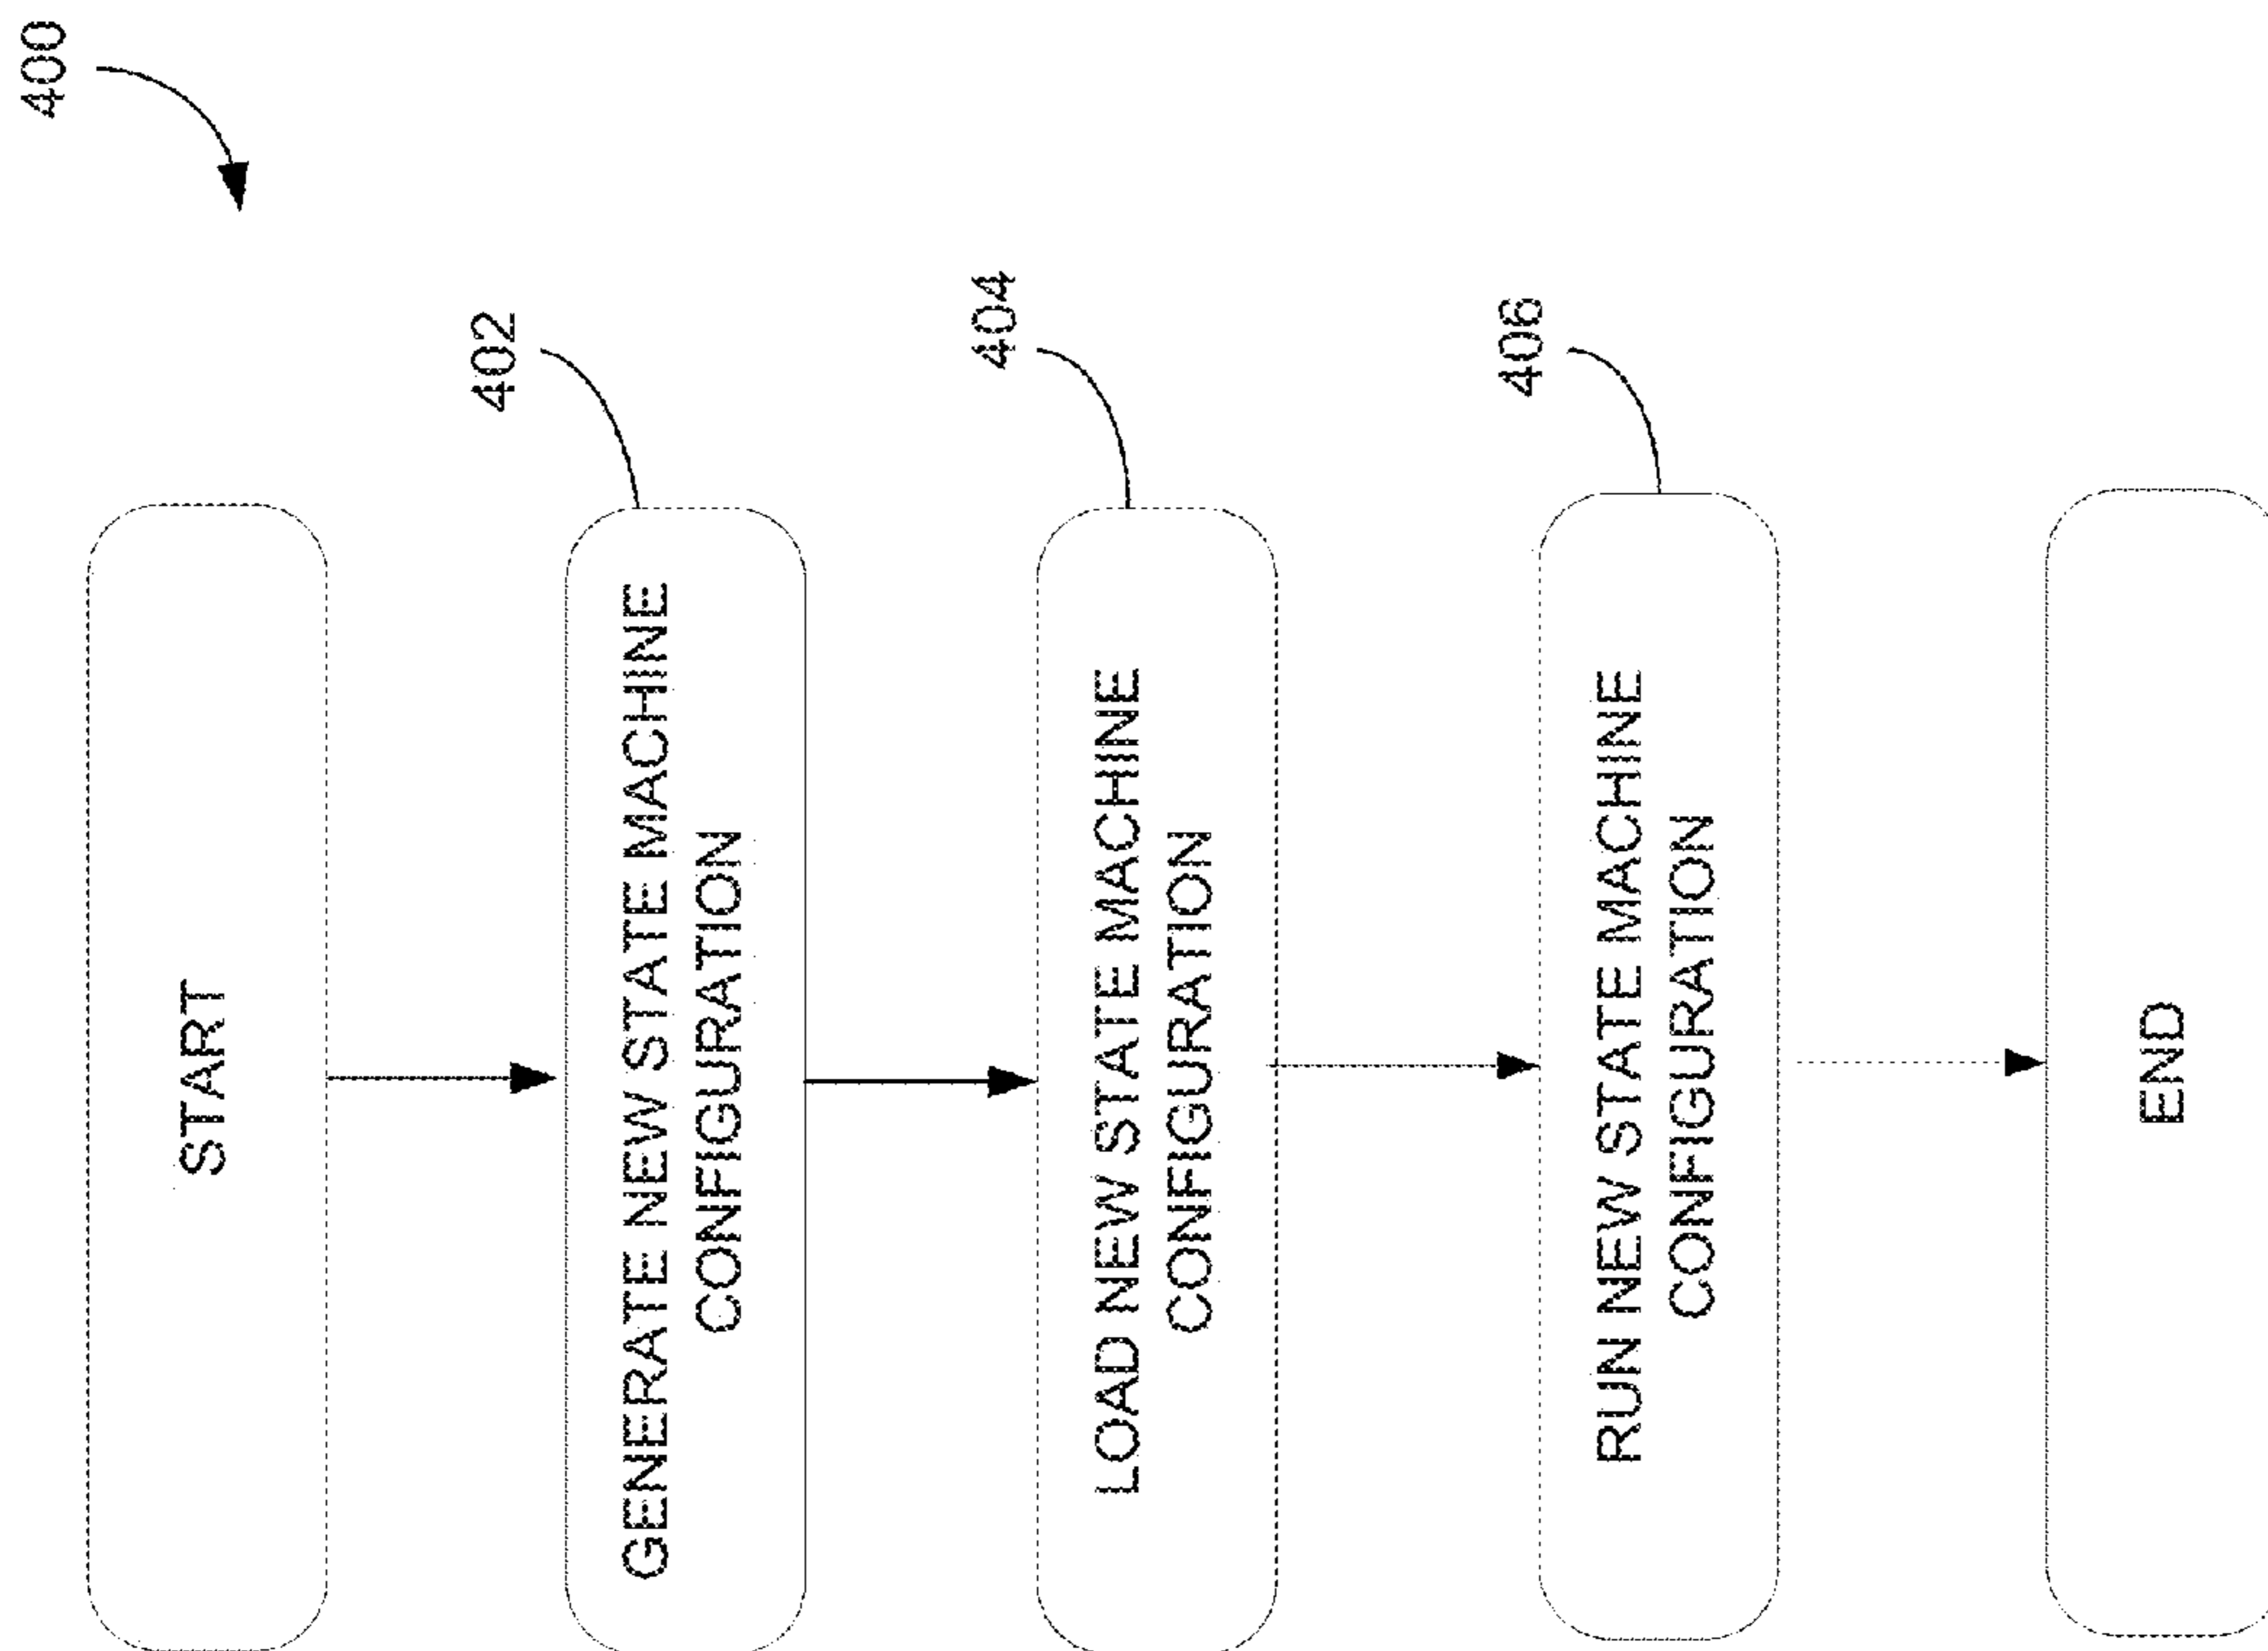 400
START
402
GENERATE NEW STATE MACHINE
CONFIGURATION
404
LOAD NEW STATE MACHINE
CONFIGURATION
406
RUN NEW STATE MACHINE
CONFIGURATION
END